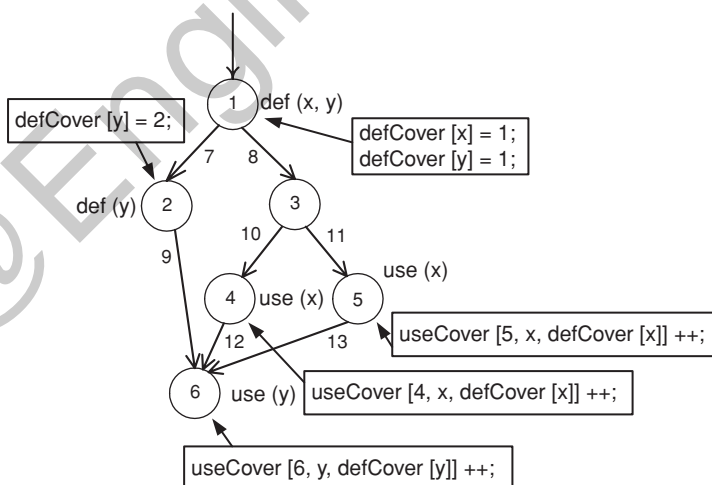 1
def (x, y)
defCover [y] = 2;
defCover [x] = 1;
defCover [y] = 1;
7
8
def (y)
2
3
10
11
9
use (x)
4
use (x)
5
useCover [5, x, defCover [x]] ++;
12
13
6
use (y)
useCover [4, x, defCover [x]] ++;
useCover [6, y, defCover [y]] ++;
@Engin